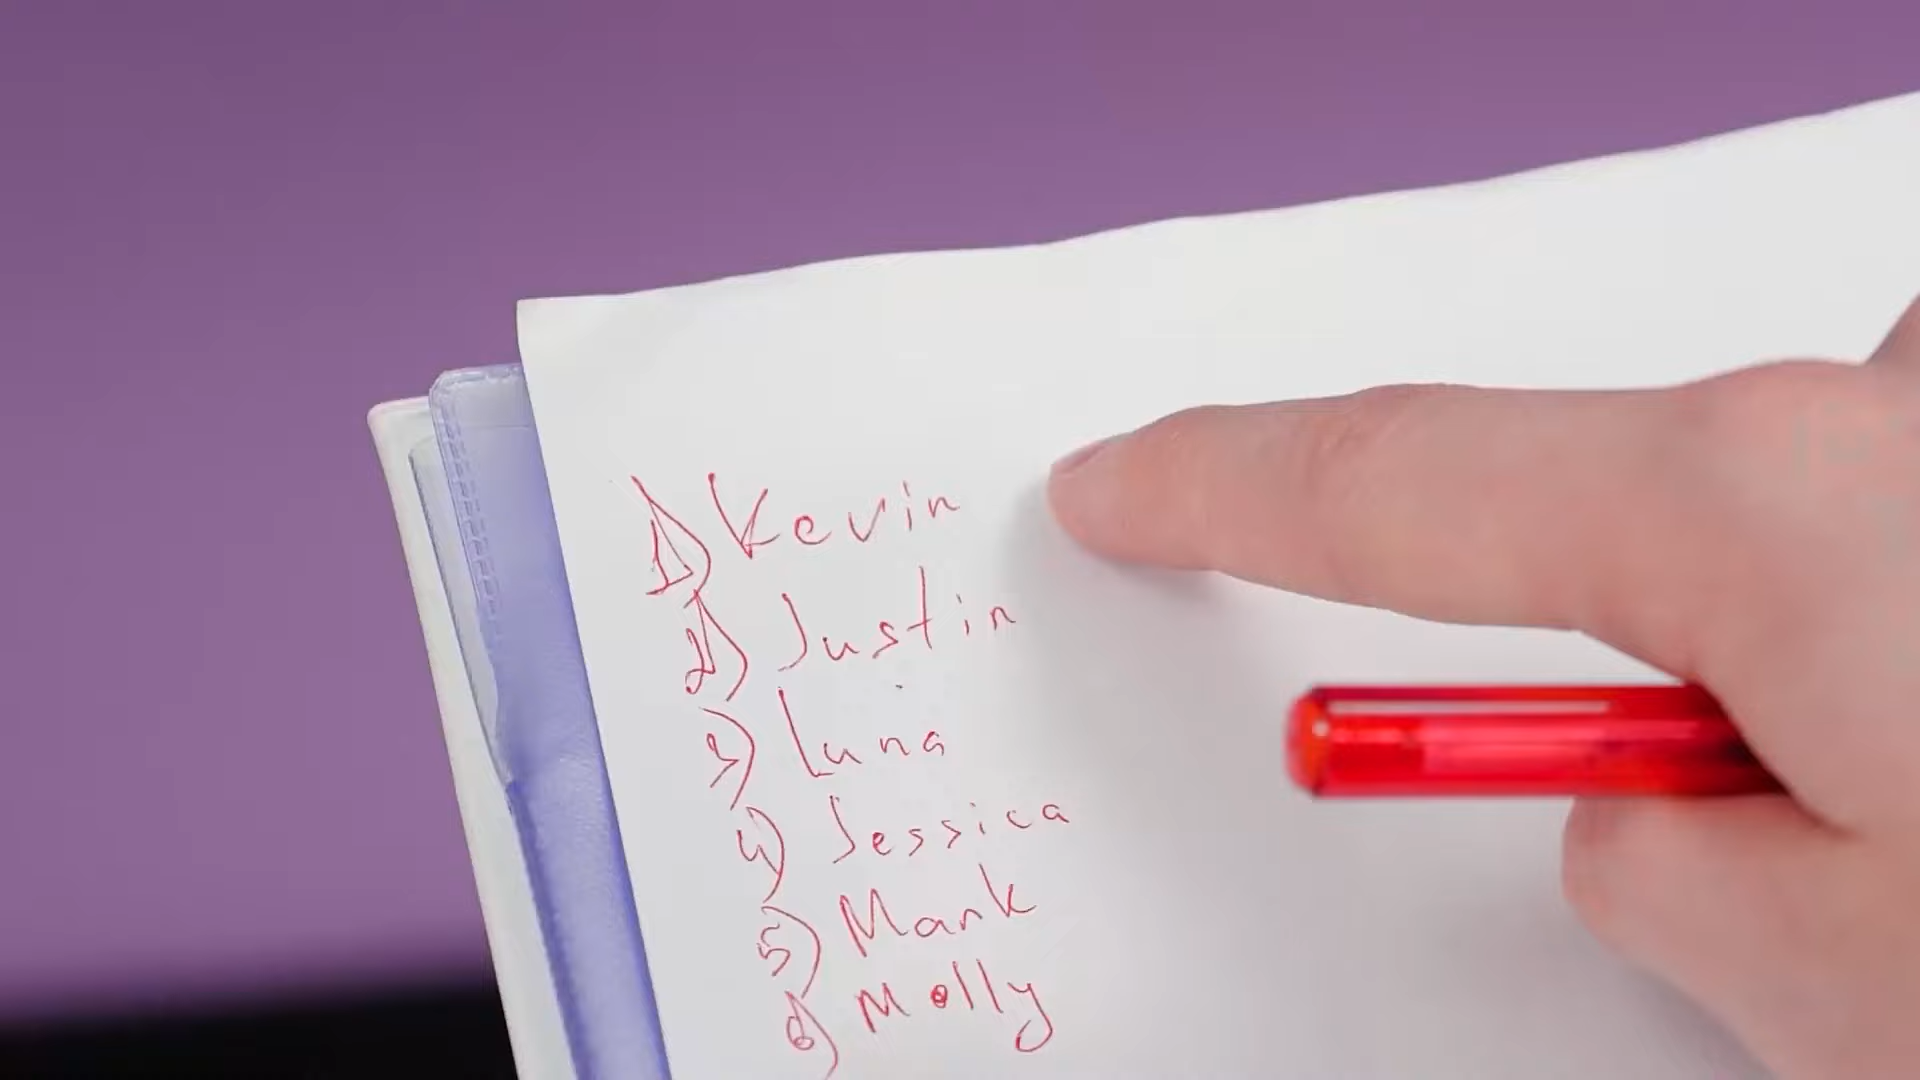 1) Kevin
2) Justin
3) Luna
4) Jessica
5) Mark
6) Molly